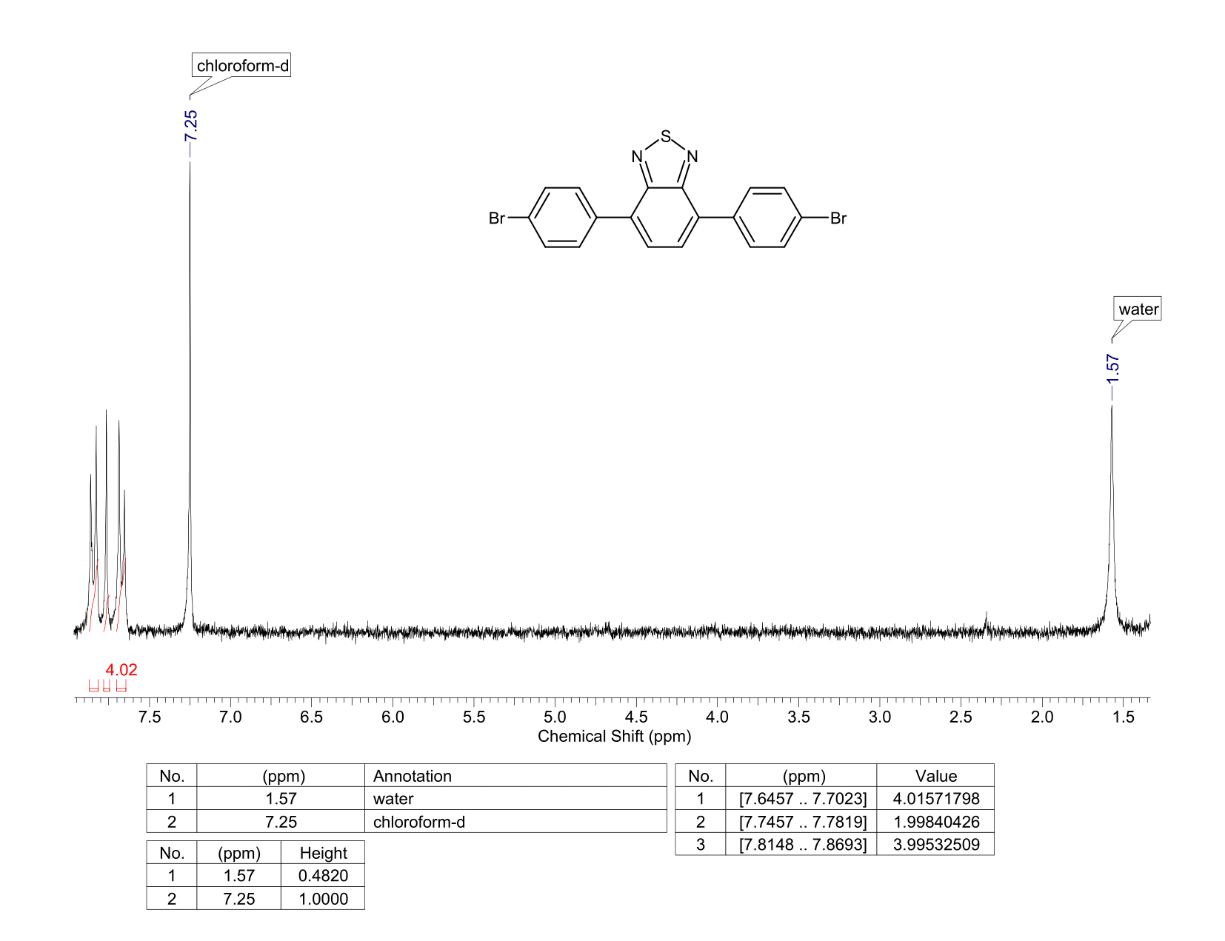 chloroform-d
7.25
S
N N
Br Br
water
1.57
4.02
7.5 7.0 6.5 6.0 5.5 5.0 4.5 4.0 3.5 3.0 2.5 2.0 1.5
Chemical Shift (ppm)
No. (ppm) Annotation
1 1.57 water
2 7.25 chloroform-d
No. (ppm) Height
1 1.57 0.4820
2 7.25 1.0000
No. (ppm) Value
1 [7.6457 .. 7.7023] 4.01571798
2 [7.7457 .. 7.7819] 1.99840426
3 [7.8148 .. 7.8693] 3.99532509